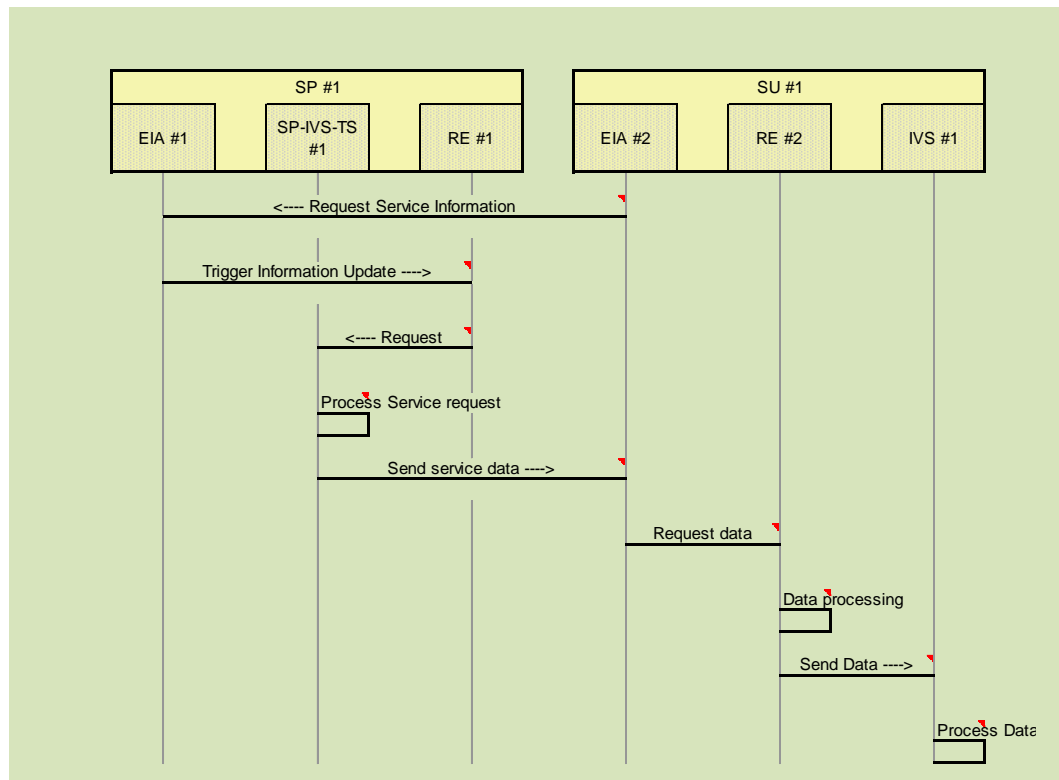 SP #1
SU #1
EIA #1
SP-IVS-TS
#1
RE #1
EIA #2
RE #2
IVS #1
<---- Request Service Information
Trigger Information Update ---->
<---- Request
Process Service request
Send service data ---->
Request data
Data processing
Send Data ---->
Process Data